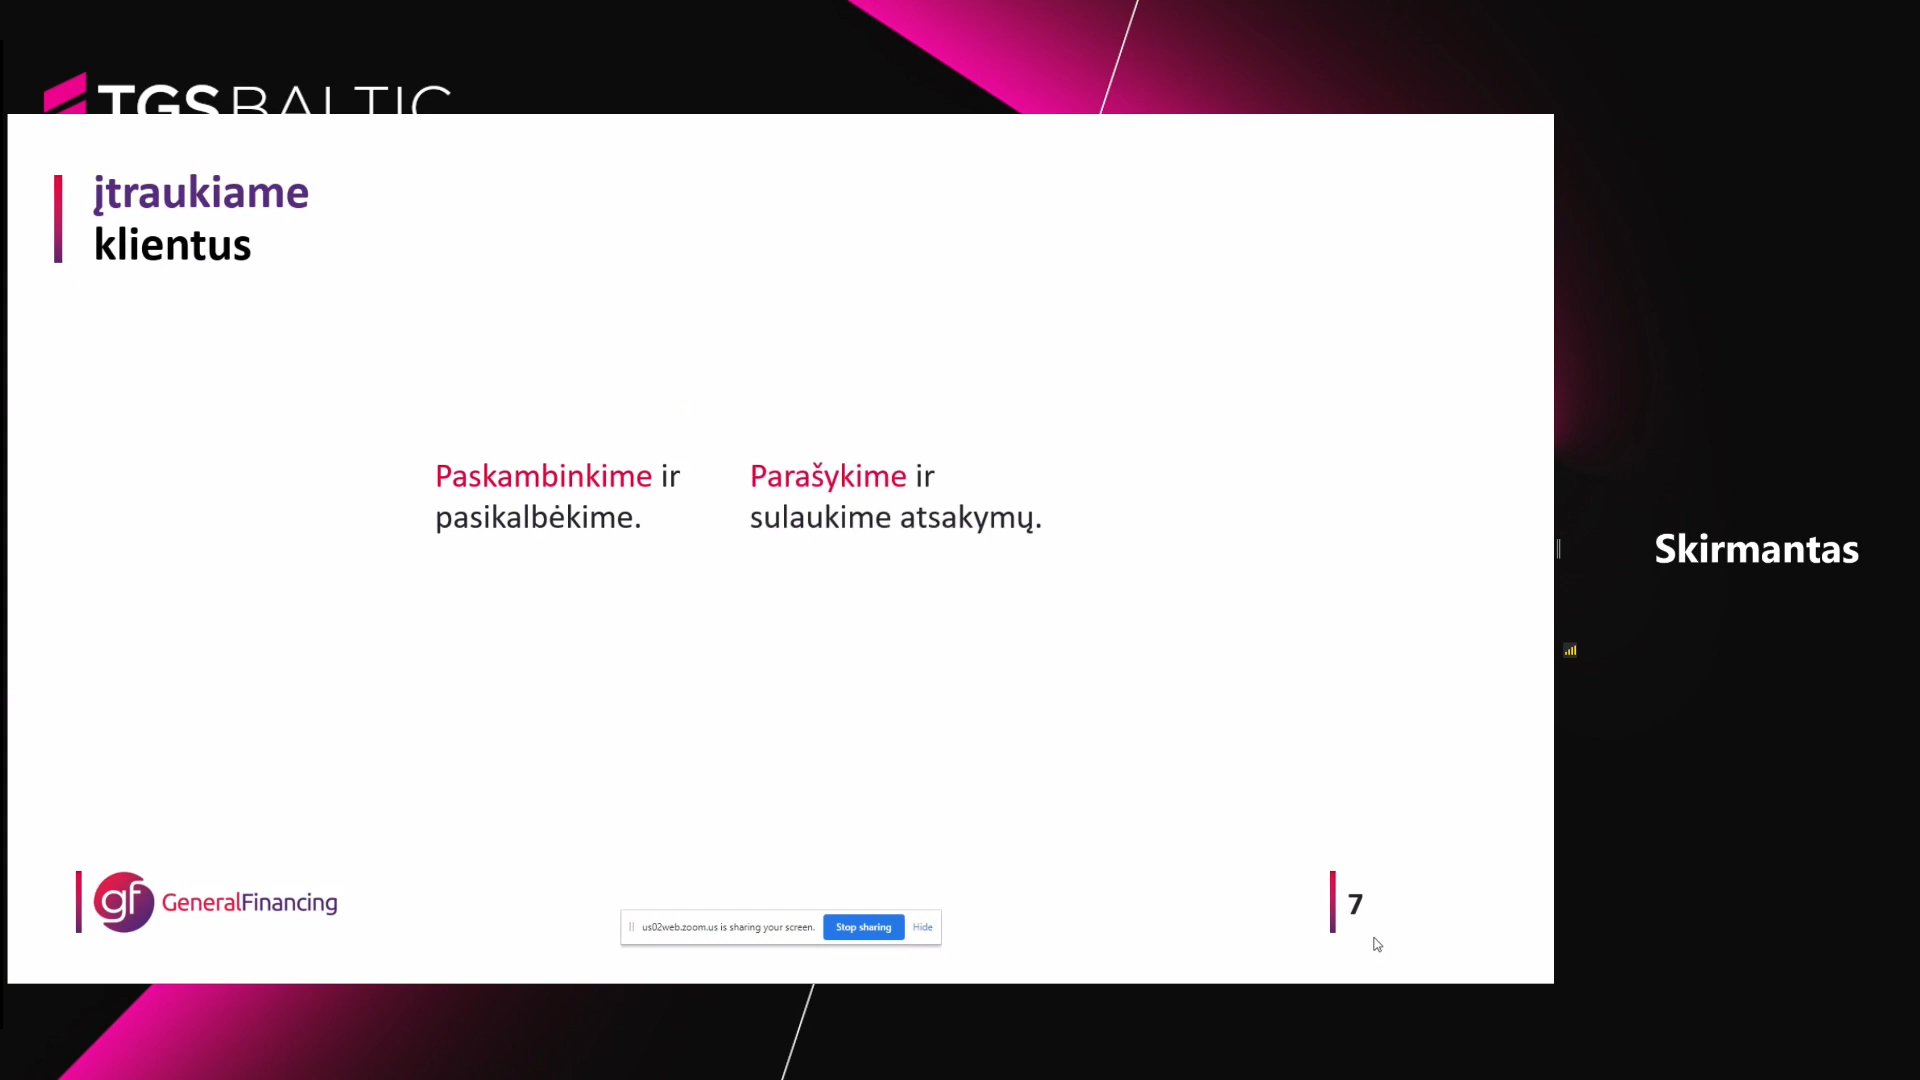 TGS BALTIC
įtraukiame
klientus
Paskambinkime ir
pasikalbėkime.
Parašykime ir
sulaukime atsakymų.
Skirmantas
gf GeneralFinancing
us02web.zoom.us is sharing your screen. Stop sharing Hide
7